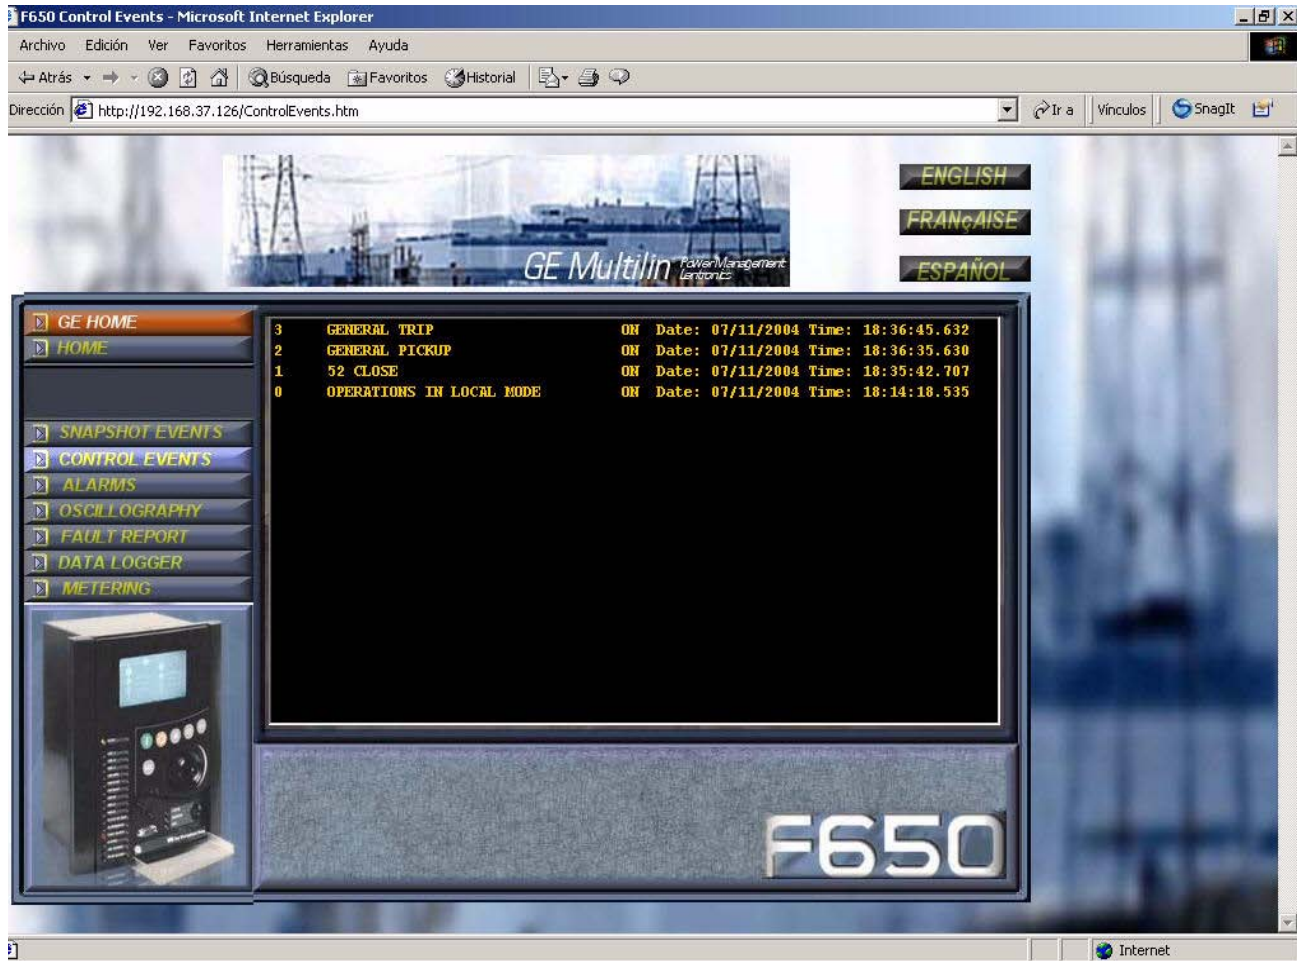 F650 Control Events - Microsoft Internet Explorer
Archivo Edición Ver Favoritos Herramientas Ayuda
Atrás Búsqueda Favoritos Historial
Dirección http://192.168.37.126/ControlEvents.htm Ir a Vínculos SnagIt
ENGLISH
FRANçAISE
GE Multilin PowerManagement
ESPAÑOL
GE HOME
HOME
3 GENERAL TRIP ON Date: 07/11/2004 Time: 18:36:45.632
2 GENERAL PICKUP ON Date: 07/11/2004 Time: 18:36:35.630
1 52 CLOSE ON Date: 07/11/2004 Time: 18:35:42.707
0 OPERATIONS IN LOCAL MODE ON Date: 07/11/2004 Time: 18:14:18.535
SNAPSHOT EVENTS
CONTROL EVENTS
ALARMS
OSCILLOGRAPHY
FAULT REPORT
DATA LOGGER
METERING
F650
Internet